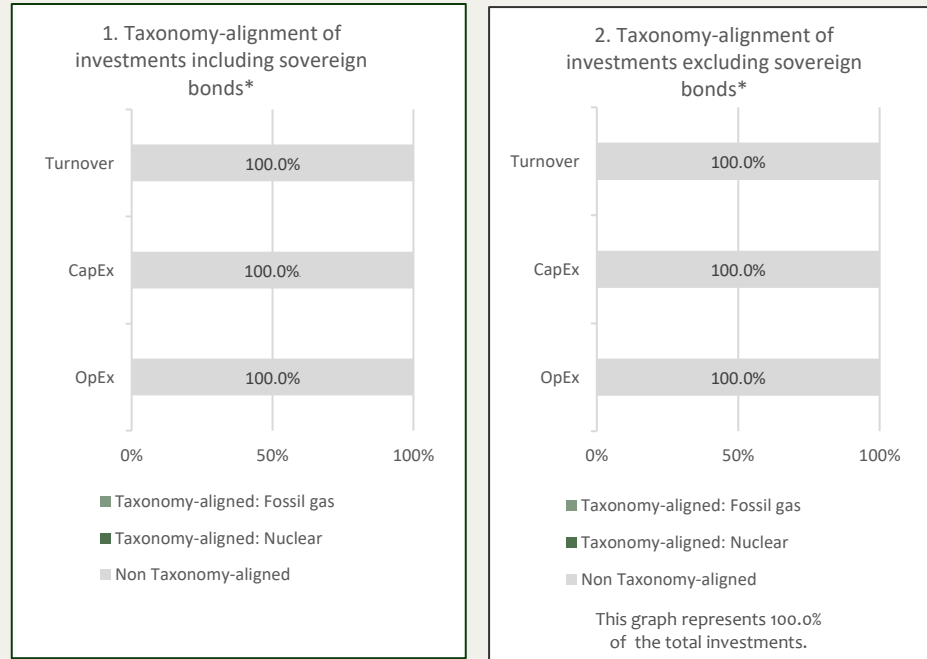 1. Taxonomy-alignment of
investments including sovereign
bonds*
Turnover
100.0%
CapEx
100.0%
OpEx
100.0%
0%
50%
100%
Taxonomy-aligned: Fossil gas
Taxonomy-aligned: Nuclear
Non Taxonomy-aligned
2. Taxonomy-alignment of
investments excluding sovereign
bonds*
Turnover
100.0%
CapEx
100.0%
OpEx
100.0%
0%
50%
100%
Taxonomy-aligned: Fossil gas
Taxonomy-aligned: Nuclear
Non Taxonomy-aligned
This graph represents 100.0%
of the total investments.